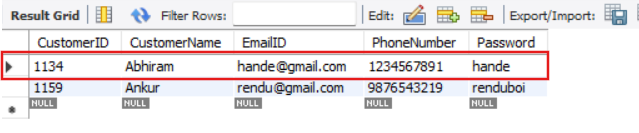 Result Grid Filter Rows: Edit: Export/Import:
CustomerID CustomerName EmailID PhoneNumber Password
1134 Abhiram hande@gmail.com 1234567891 hande
1159 Ankur rendu@gmail.com 9876543219 renduboi
NULL NULL NULL NULL NULL